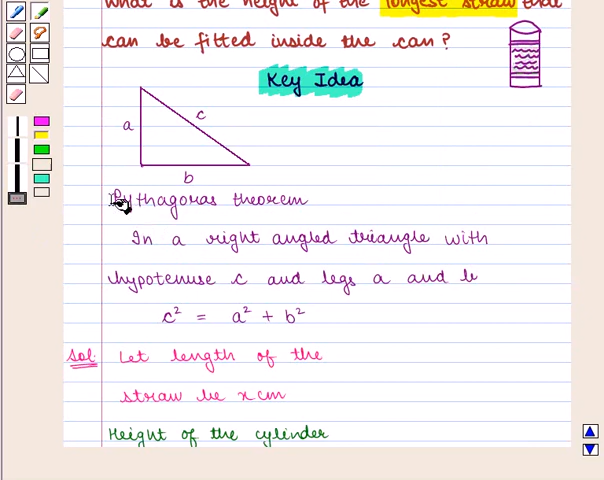 what is the height of the longest straw that
can be fitted inside the can?
Key Idea
a
c
b
Pythagoras theorem
In a right angled triangle with
hypotenuse c and legs a and b
c² = a² + b²
Sol: Let length of the
straw be x cm
Height of the cylinder